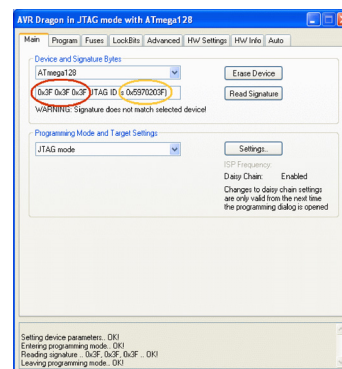 AVR Dragon in JTAG mode with ATmega128
Main Program Fuses LockBits Advanced HW Settings HW Info Auto
Device and Signature Bytes
ATmega128 Erase Device
0x3F 0x3F 0x3F JTAG ID is 0x5970203F) Read Signature
WARNING: Signature does not match selected device!
Programming Mode and Target Settings
JTAG mode Settings..
ISP Frequency:
Daisy Chain: Enabled
Changes to daisy chain settings
are only valid from the next time
the programming dialog is opened
Setting device parameters.. OK!
Entering programming mode.. OK!
Reading signature .. 0x3F, 0x3F, 0x3F .. OK!
Leaving programming mode.. OK!